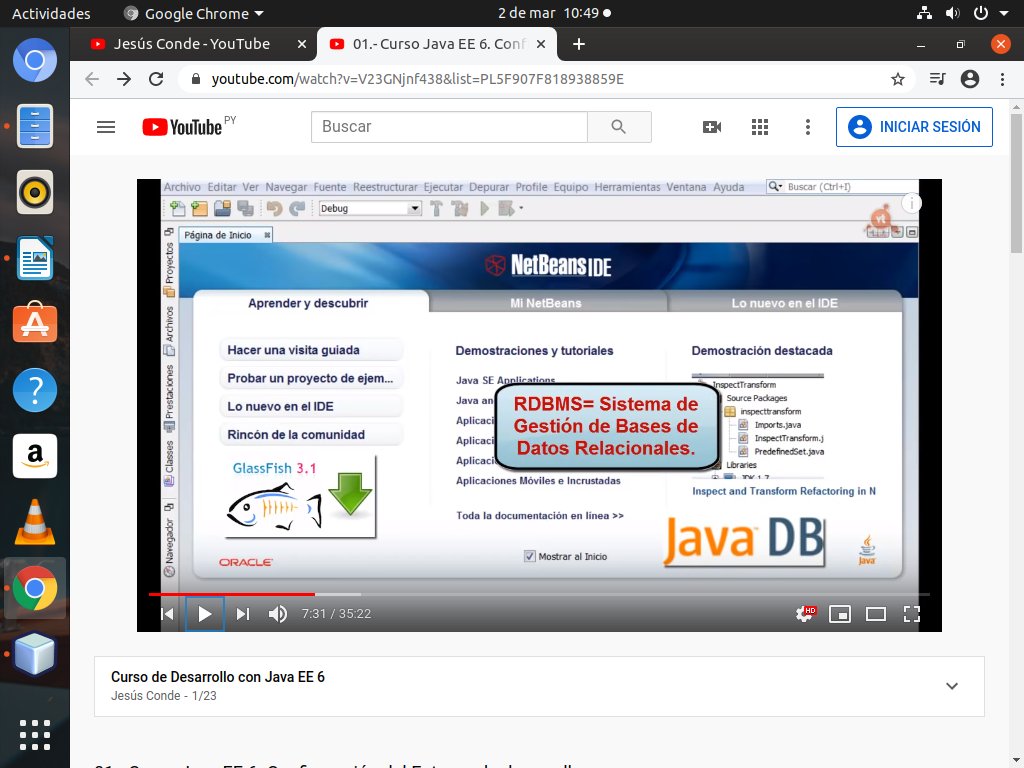 Actividades
Google Chrome
2 de mar 10:49
Jesús Conde - YouTube
01.- Curso Java EE 6. Conf
youtube.com/watch?v=V23GNjnf438&list=PL5F907F818938859E
YouTube PY
Buscar
INICIAR SESIÓN
Archivo Editar Ver Navegar Fuente Reestructurar Ejecutar Depurar Profile Equipo Herramientas Ventana Ayuda
Buscar (Ctrl+I)
Debug
Página de Inicio
Proyectos
Archivos
Prestaciones
Classes
Navegador
NetBeans IDE
Aprender y descubrir
Mi NetBeans
Lo nuevo en el IDE
Hacer una visita guiada
Probar un proyecto de ejem...
Lo nuevo en el IDE
Rincón de la comunidad
GlassFish 3.1
ORACLE
Demostraciones y tutoriales
Java SE Applications
Java an
Aplicaci
Aplicaci
Aplicaci
Aplicaciones Móviles e Incrustadas
Toda la documentación en línea >>
Mostrar al Inicio
RDBMS= Sistema de
Gestión de Bases de
Datos Relacionales.
Demostración destacada
InspectTransform
Source Packages
inspecttransform
Imports.java
InspectTransform.j
PredefinedSet.java
Libraries
JDK 1.7
Inspect and Transform Refactoring in N
Java DB
Java
7:31 / 35:22
HD
Curso de Desarrollo con Java EE 6
Jesús Conde - 1/23